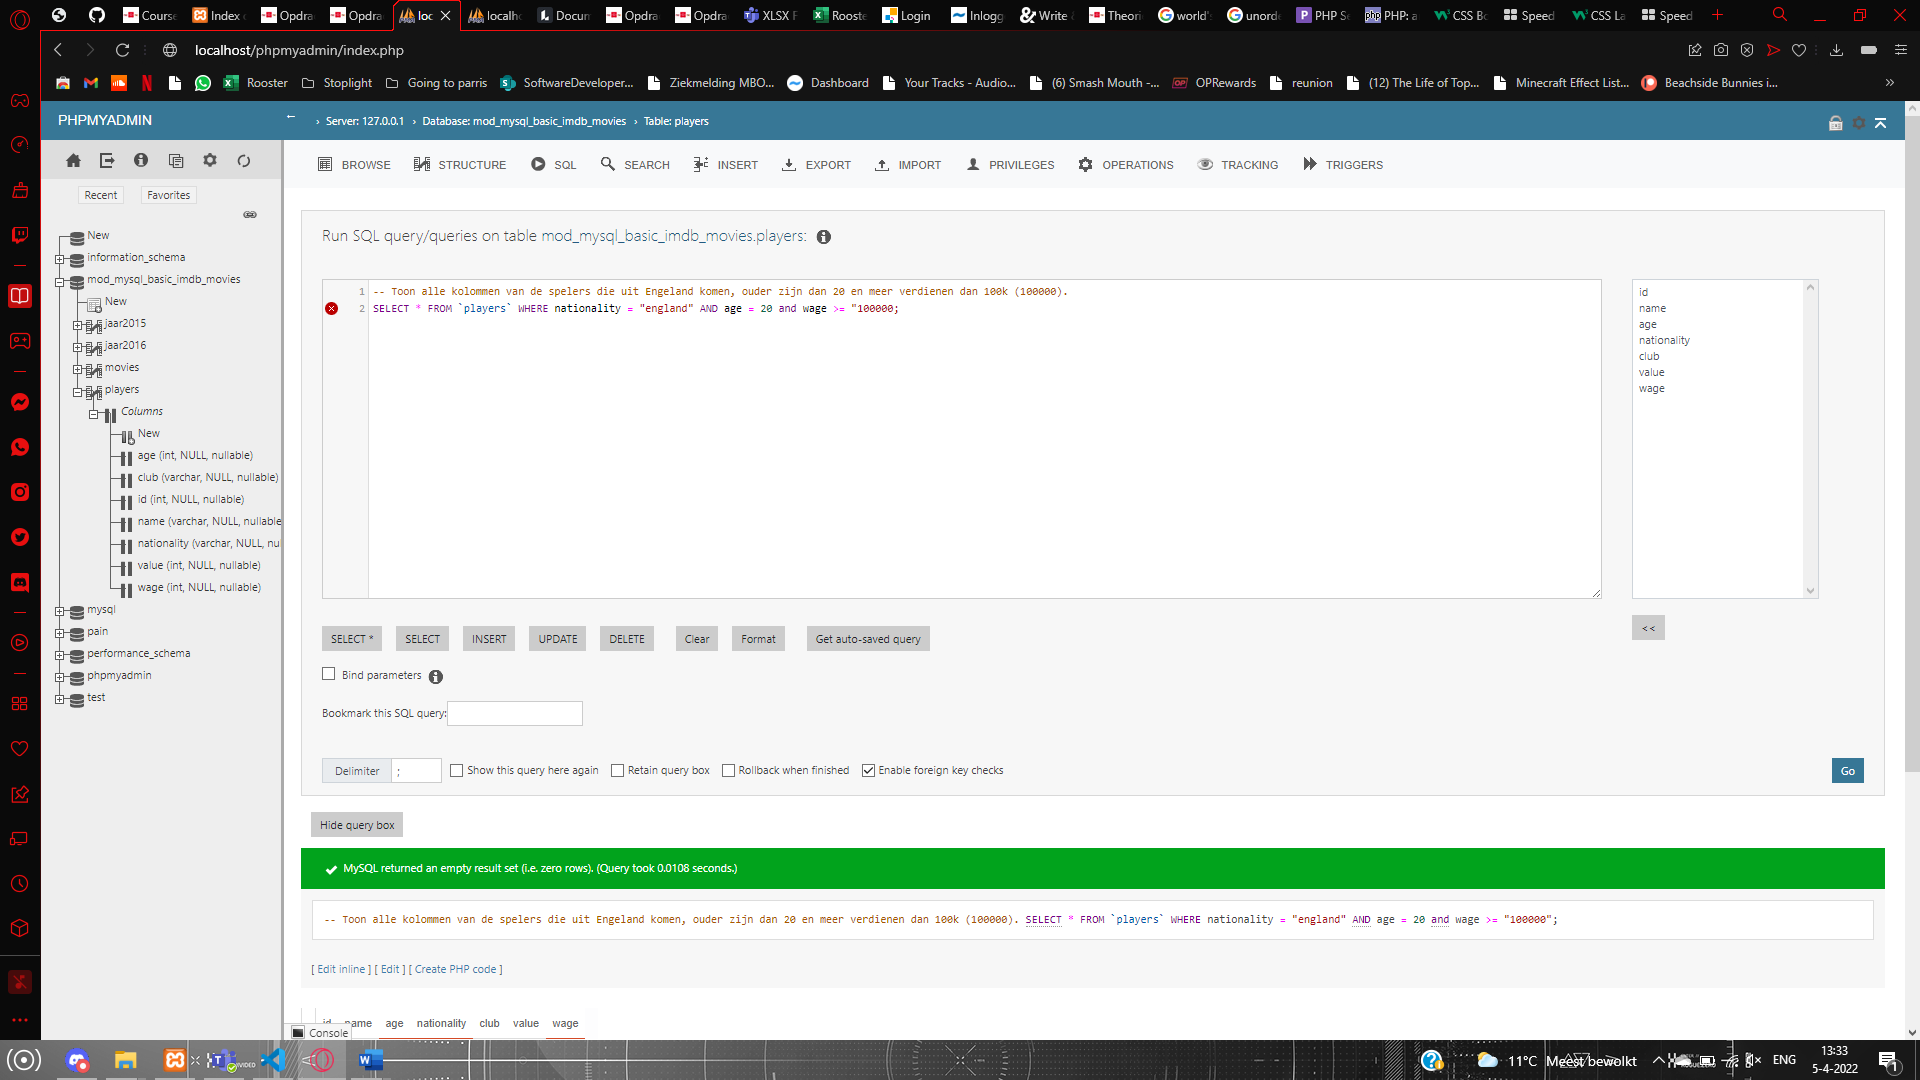 Course
Index
Opdra
Opdra
loc
localh
Docum
Opdra
Opdra
XLSX F
Rooste
Login
Inlogg
Write
Theori
world'
unord
PHP Se
PHP: a
CSS Bo
Speed
CSS La
Speed
localhost/phpmyadmin/index.php
Rooster
Stoplight
Going to parris
SoftwareDeveloper...
Ziekmelding MBO...
Dashboard
Your Tracks - Audio...
(6) Smash Mouth -...
OPRewards
reunion
(12) The Life of Top...
Minecraft Effect List...
Beachside Bunnies i...
PHPMYADMIN
Server: 127.0.0.1 › Database: mod_mysql_basic_imdb_movies › Table: players
BROWSE STRUCTURE SQL SEARCH INSERT EXPORT IMPORT PRIVILEGES OPERATIONS TRACKING TRIGGERS
Recent Favorites
New
information_schema
mod_mysql_basic_imdb_movies
New
jaar2015
jaar2016
movies
players
Columns
New
age (int, NULL, nullable)
club (varchar, NULL, nullable)
id (int, NULL, nullable)
name (varchar, NULL, nullable
nationality (varchar, NULL, nu
value (int, NULL, nullable)
wage (int, NULL, nullable)
mysql
pain
performance_schema
phpmyadmin
test
Run SQL query/queries on table mod_mysql_basic_imdb_movies.players:
1 -- Toon alle kolommen van de spelers die uit Engeland komen, ouder zijn dan 20 en meer verdienen dan 100k (100000).
2 SELECT * FROM `players` WHERE nationality = "england" AND age = 20 and wage >= "100000;
id
name
age
nationality
club
value
wage
<<
SELECT * SELECT INSERT UPDATE DELETE Clear Format Get auto-saved query
Bind parameters
Bookmark this SQL query:
Delimiter ; Show this query here again Retain query box Rollback when finished Enable foreign key checks Go
Hide query box
MySQL returned an empty result set (i.e. zero rows). (Query took 0.0108 seconds.)
-- Toon alle kolommen van de spelers die uit Engeland komen, ouder zijn dan 20 en meer verdienen dan 100k (100000). SELECT * FROM `players` WHERE nationality = "england" AND age = 20 and wage >= "100000";
[ Edit inline ] [ Edit ] [ Create PHP code ]
id name age nationality club value wage
Console
11°C Meest bewolkt
ENG
13:33
5-4-2022
1